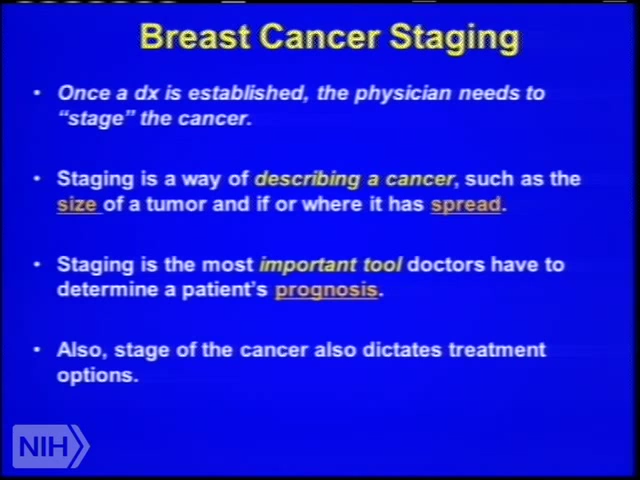 Breast Cancer Staging
• Once a dx is established, the physician needs to
“stage” the cancer.
• Staging is a way of describing a cancer, such as the
size of a tumor and if or where it has spread.
• Staging is the most important tool doctors have to
determine a patient’s prognosis.
• Also, stage of the cancer also dictates treatment
options.
NIH